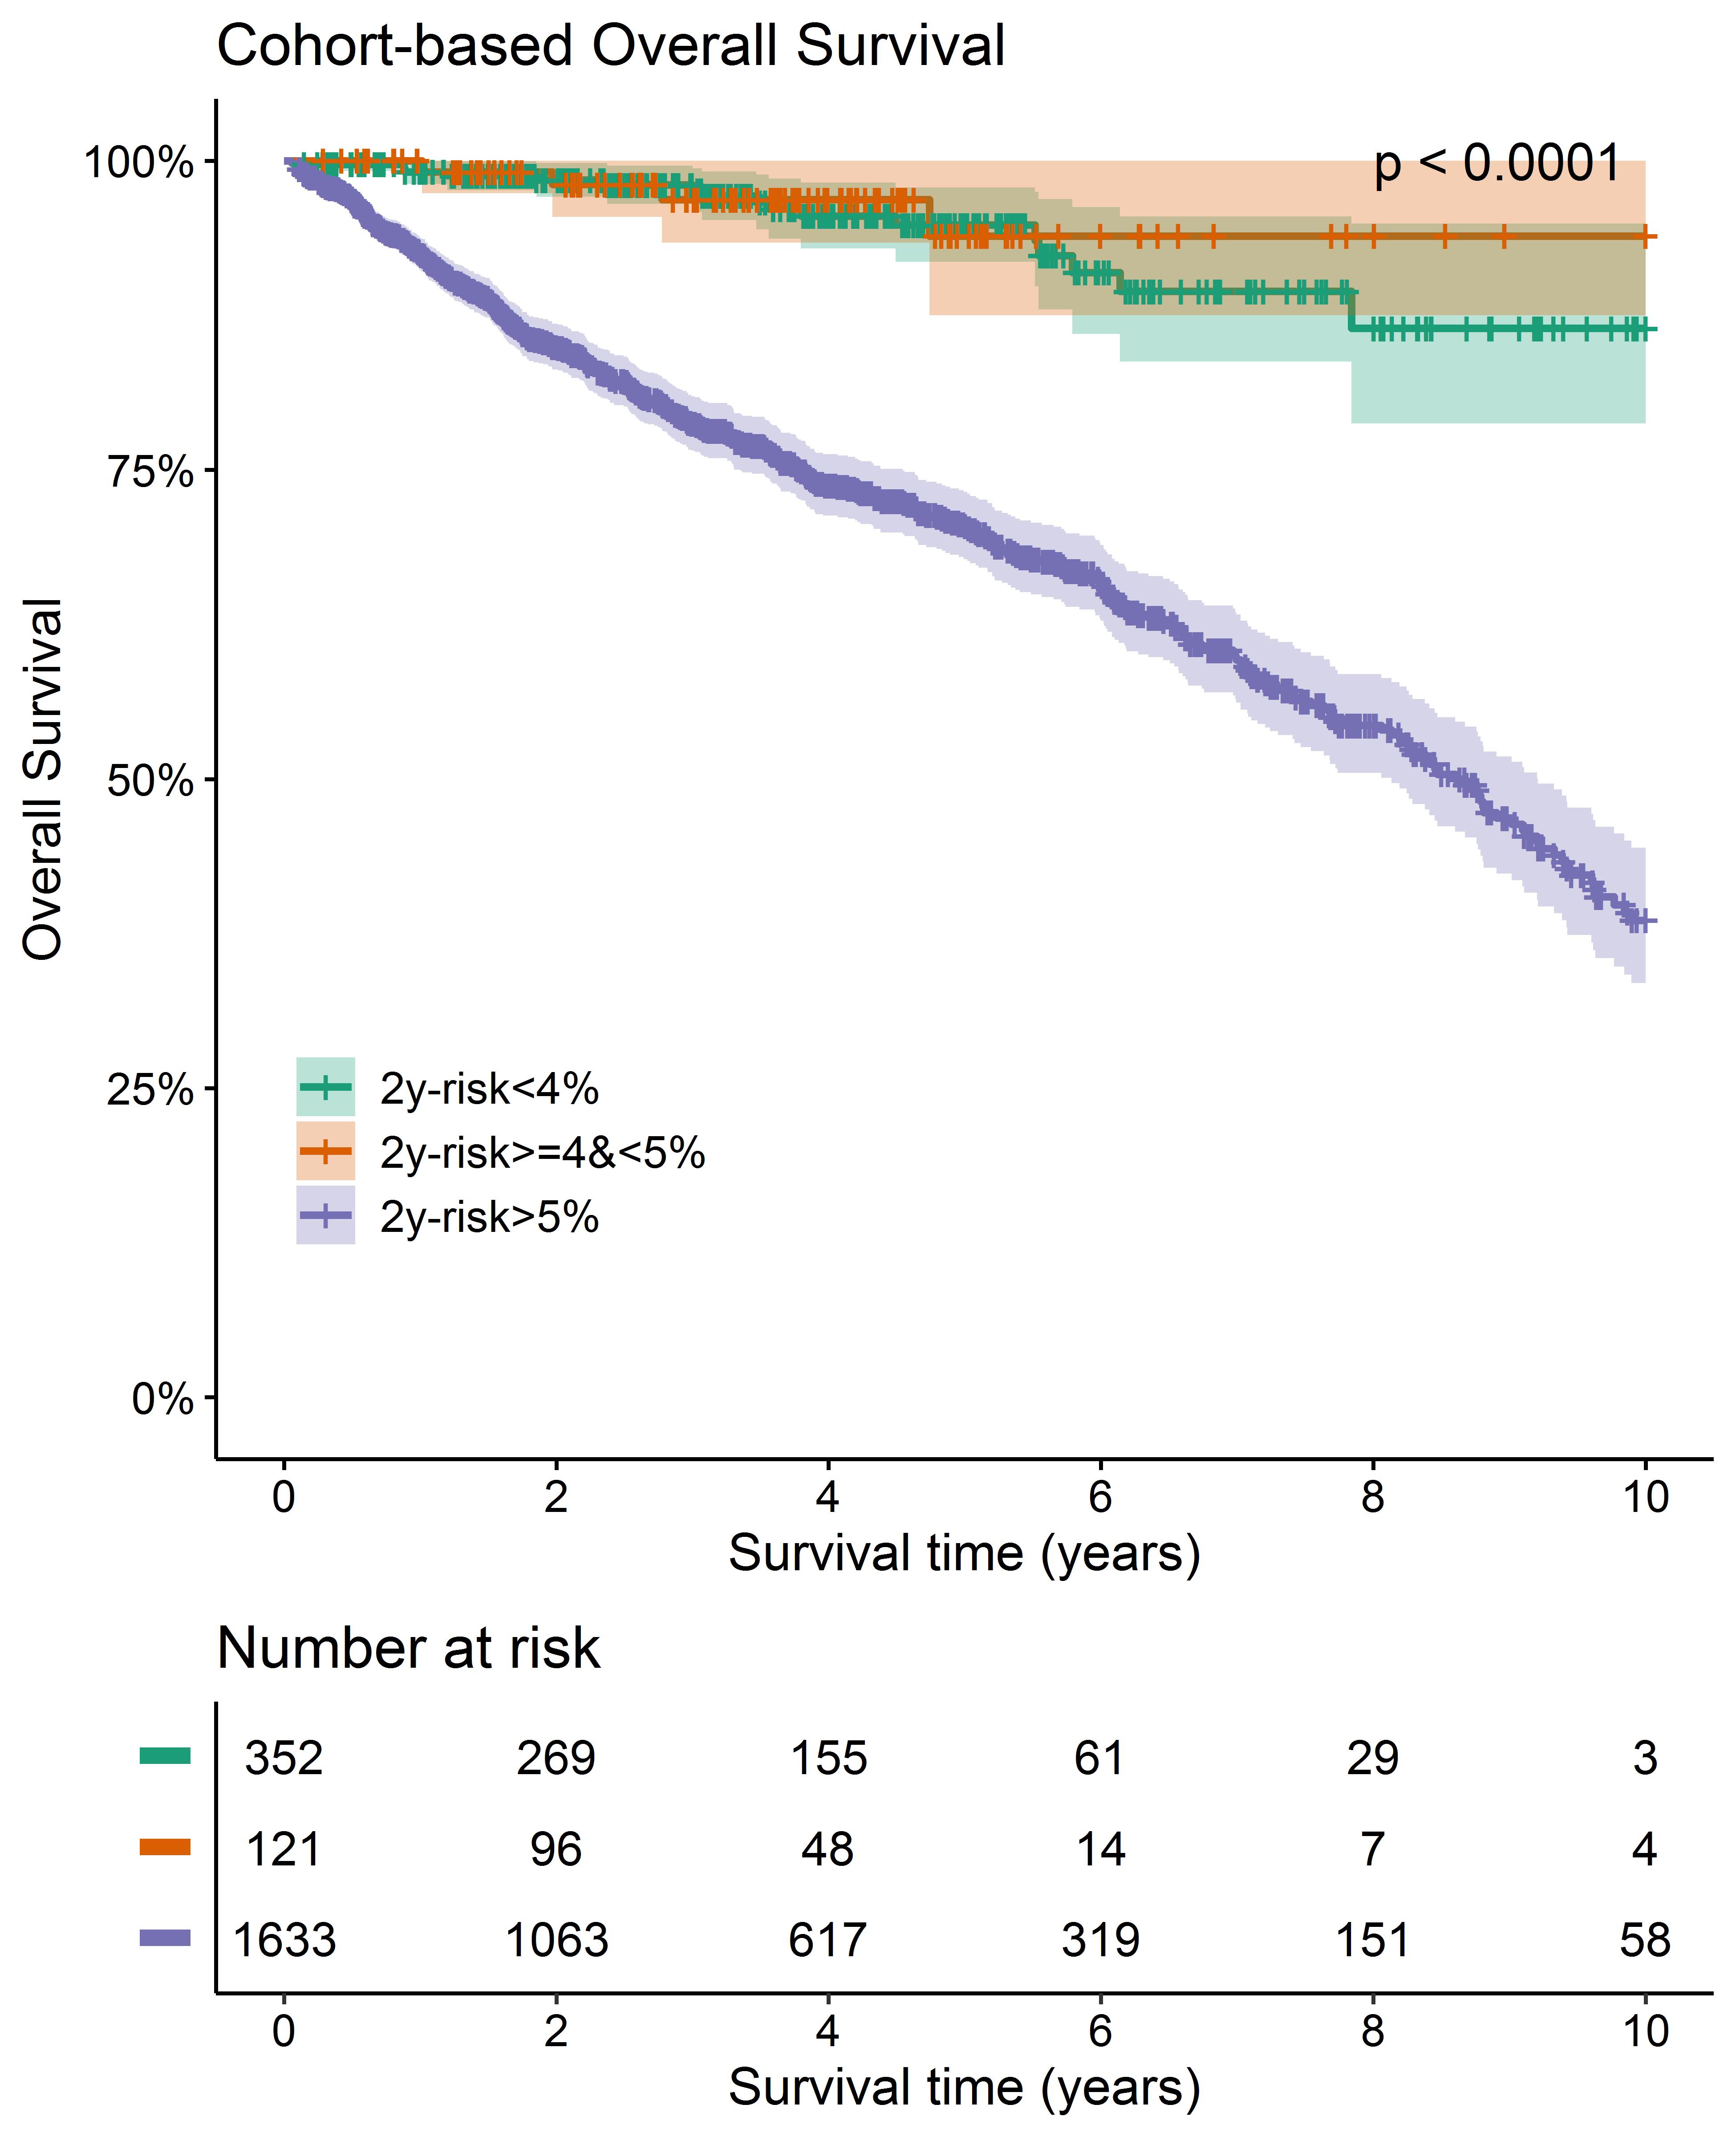 Cohort-based Overall Survival
p < 0.0001
100%
75%
50%
25%
0%
Overall Survival
2y-risk<4%
2y-risk>=4&<5%
2y-risk>5%
0 2 4 6 8 10
Survival time (years)
Number at risk
352 269 155 61 29 3
121 96 48 14 7 4
1633 1063 617 319 151 58
0 2 4 6 8 10
Survival time (years)